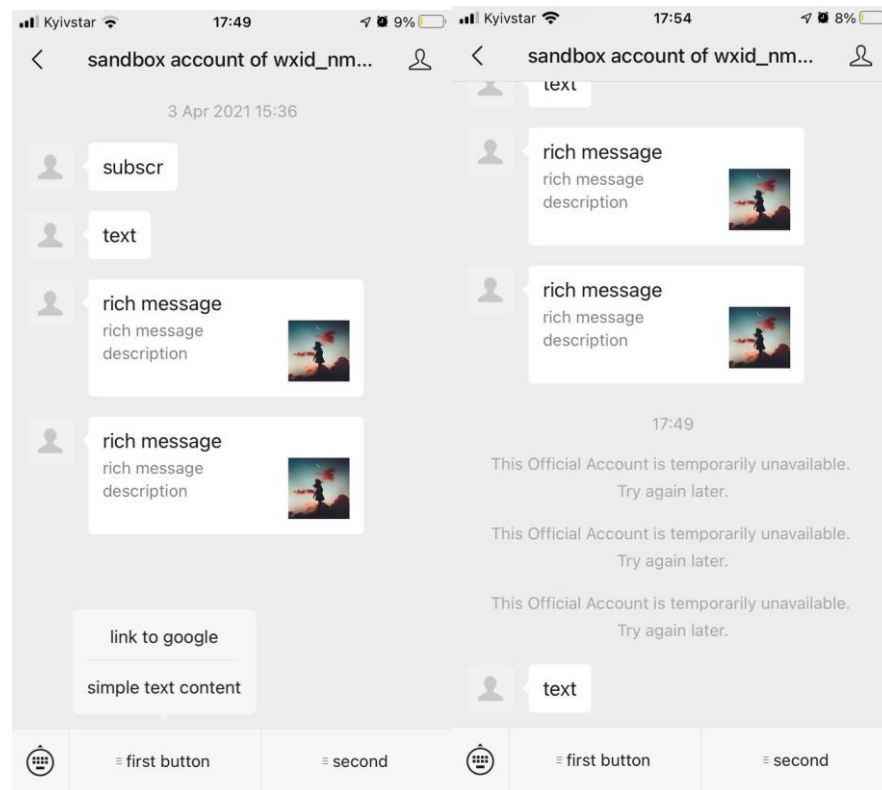 Kyivstar 17:49 9%
sandbox account of wxid_nm...
3 Apr 2021 15:36
subscr
text
rich message
rich message
description
rich message
rich message
description
link to google
simple text content
first button
second
Kyivstar 17:54 8%
sandbox account of wxid_nm...
text
rich message
rich message
description
rich message
rich message
description
17:49
This Official Account is temporarily unavailable.
Try again later.
This Official Account is temporarily unavailable.
Try again later.
This Official Account is temporarily unavailable.
Try again later.
text
first button
second